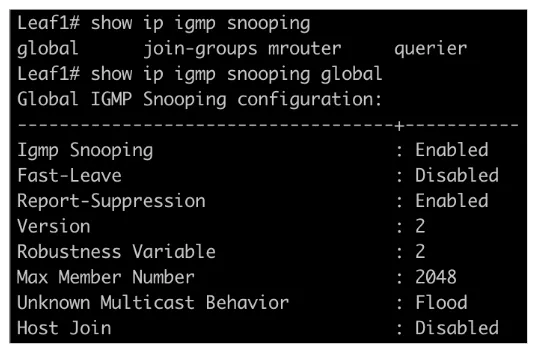 Leaf1# show ip igmp snooping
global join-groups mrouter querier
Leaf1# show ip igmp snooping global
Global IGMP Snooping configuration:
------------------------------------+-----------
Igmp Snooping : Enabled
Fast-Leave : Disabled
Report-Suppression : Enabled
Version : 2
Robustness Variable : 2
Max Member Number : 2048
Unknown Multicast Behavior : Flood
Host Join : Disabled